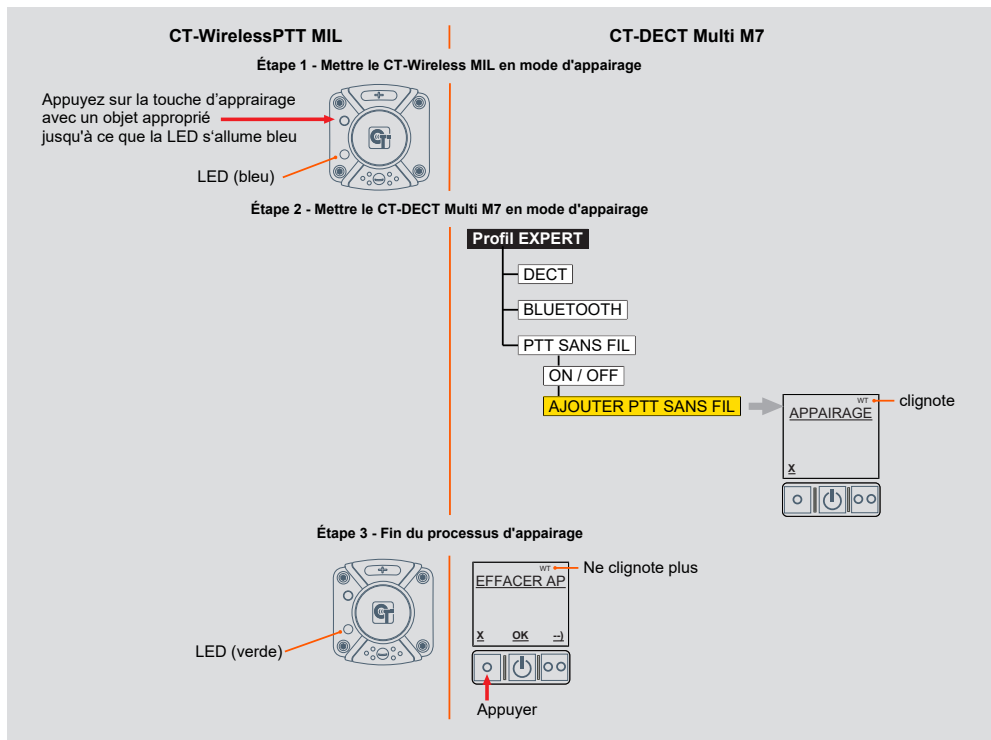 CT-WirelessPTT MIL
CT-DECT Multi M7
Étape 1 - Mettre le CT-Wireless MIL en mode d'appairage
Appuyez sur la touche d’apprairage
avec un objet approprié
jusqu'à ce que la LED s‘allume bleu
LED (bleu)
Étape 2 - Mettre le CT-DECT Multi M7 en mode d'appairage
Profil EXPERT
DECT
BLUETOOTH
PTT SANS FIL
ON / OFF
AJOUTER PTT SANS FIL
WT
clignote
APPAIRAGE
X
Étape 3 - Fin du processus d'appairage
WT
Ne clignote plus
EFFACER AP
X OK --)
LED (verde)
Appuyer